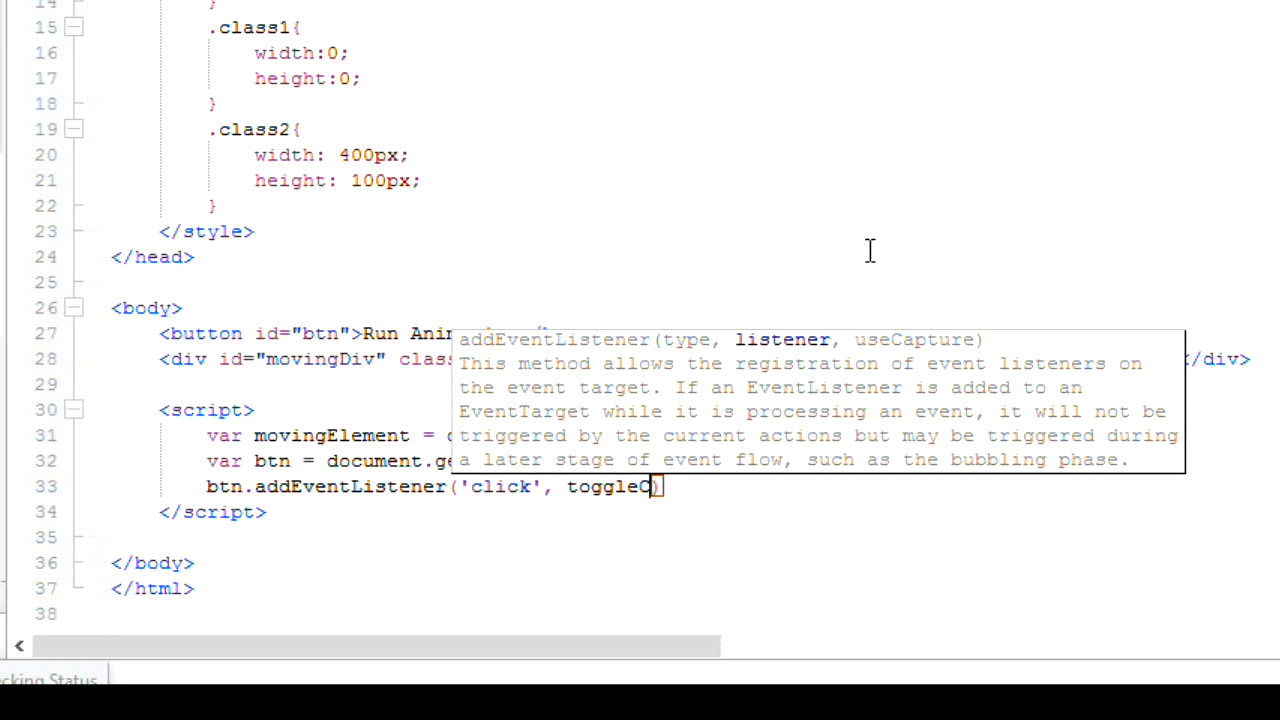 14 }
15 .class1{
16 width:0;
17 height:0;
18 }
19 .class2{
20 width: 400px;
21 height: 100px;
22 }
23 </style>
24 </head>
25
26 <body>
27 <button id="btn">Run
28 <div id="movingDiv" </div>
29
30 <script>
31 var movingElement =
32 var btn =
33 btn.addEventListener('click', toggleC)
34 </script>
35
36 </body>
37 </html>
38
addEventListener(type, listener, useCapture)
This method allows the registration of event listeners on
the event target. If an EventListener is added to an
EventTarget while it is processing an event, it will not be
triggered by the current actions but may be triggered during
a later stage of event flow, such as the bubbling phase.
Status